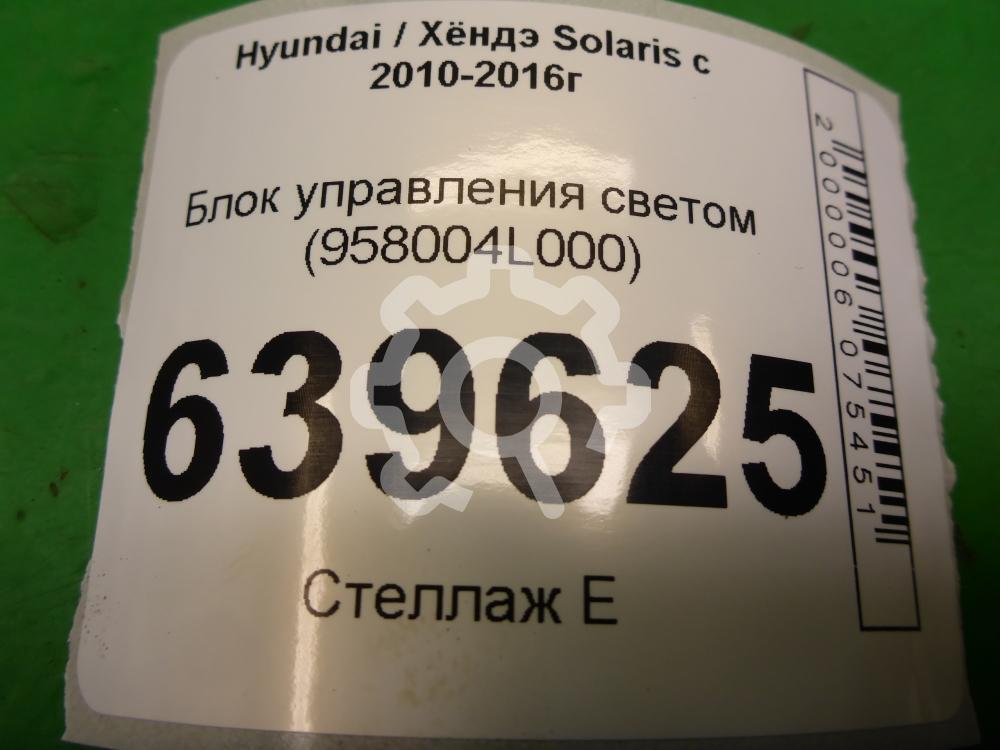 Hyundai / Хёндэ Solaris с
2010-2016г
Блок управления светом
(958004L000)
639625
Стеллаж Е
2000006075451